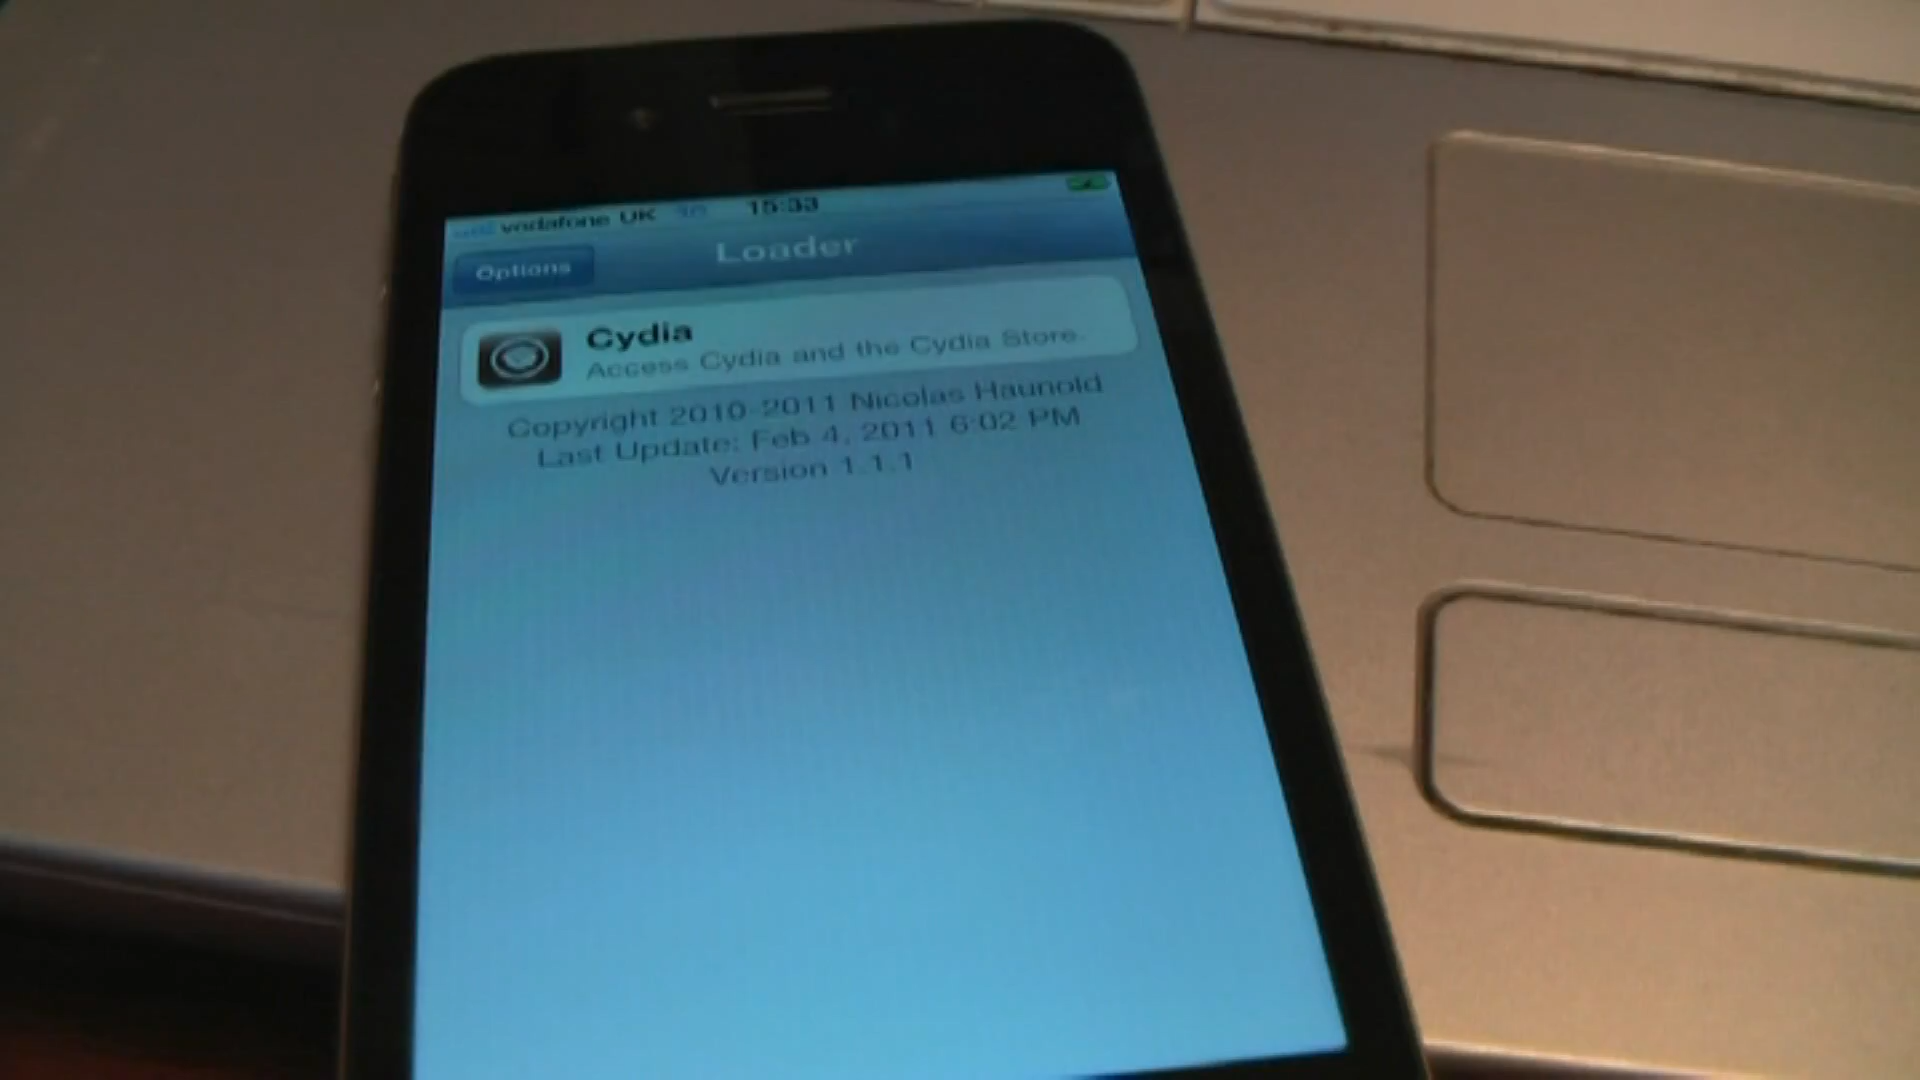 vodafone UK 3G 15:33
Options
Loader
Cydia
Access Cydia and the Cydia Store.
Copyright 2010-2011 Nicolas Haunold
Last Update: Feb 4, 2011 6:02 PM
Version 1.1.1